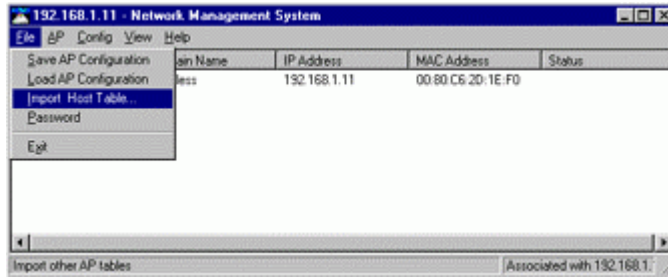 192.168.1.11 - Network Management System
File AP Config View Help
Save AP Configuration
Load AP Configuration
Import Host Table...
Password
Exit
ain Name IP Address MAC Address Status
less 192.168.1.11 00:80:C6:2D:1E:F0
Import other AP tables Associated with 192.168.1.